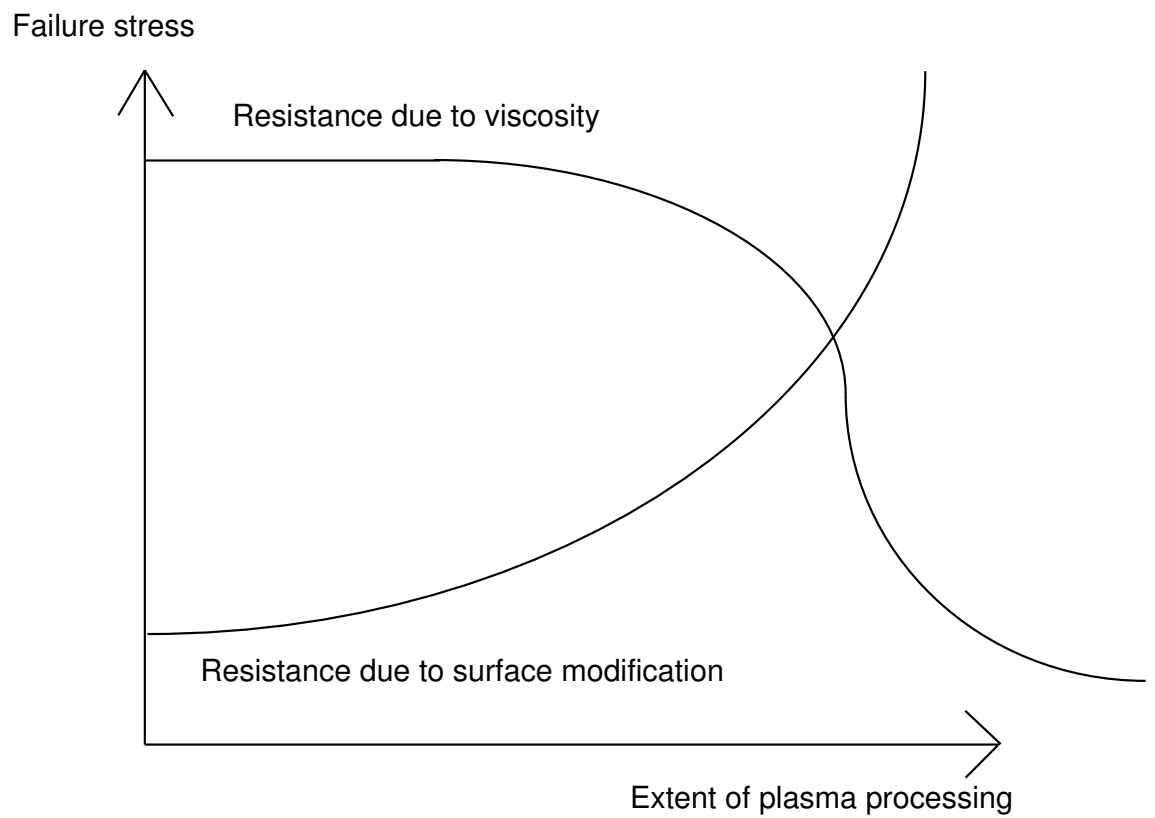 Failure stress
Resistance due to viscosity
Resistance due to surface modification
Extent of plasma processing